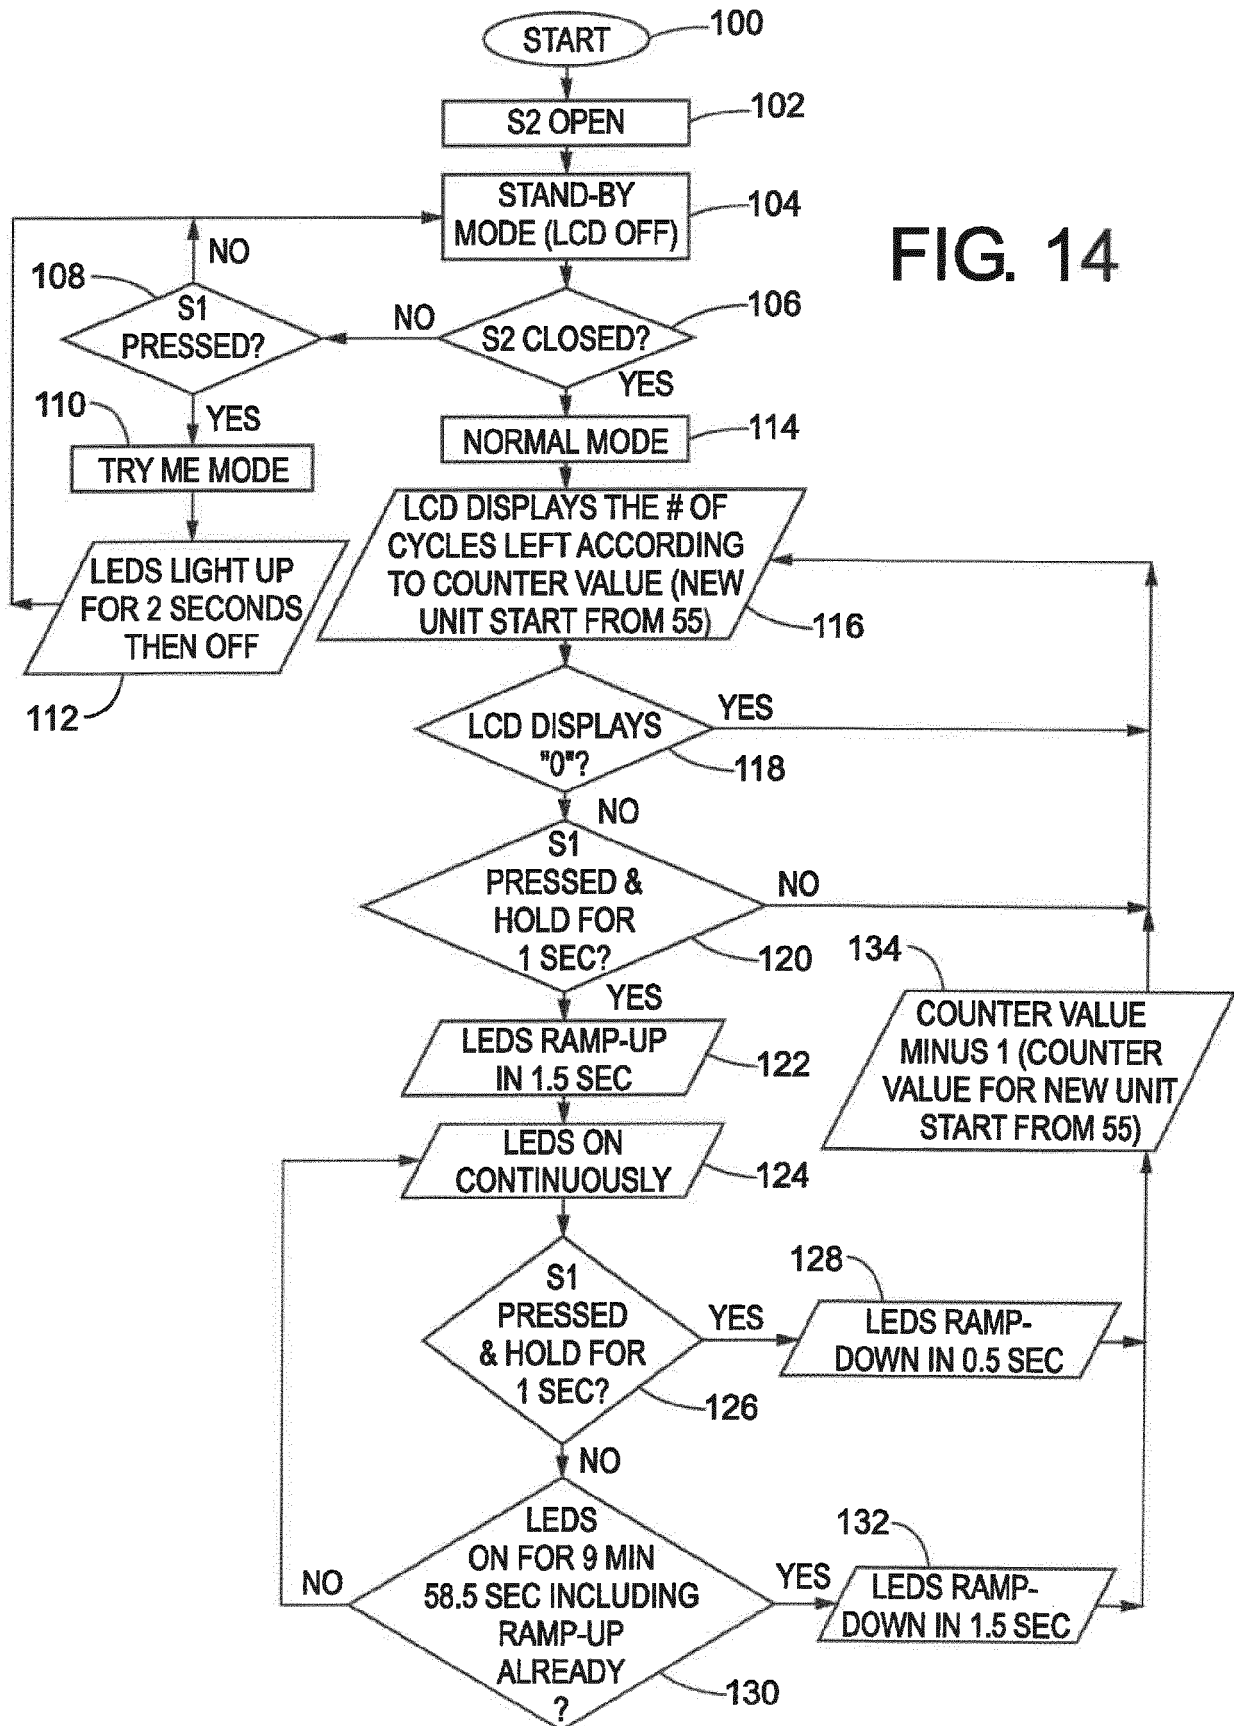 START
100
S2 OPEN
102
STAND-BY
MODE (LCD OFF)
104
FIG. 14
NO
108
S1
PRESSED?
NO
S2 CLOSED?
106
YES
110
YES
TRY ME MODE
NORMAL MODE
114
LEDS LIGHT UP
FOR 2 SECONDS
THEN OFF
112
LCD DISPLAYS THE # OF
CYCLES LEFT ACCORDING
TO COUNTER VALUE (NEW
UNIT START FROM 55)
116
LCD DISPLAYS
"0"?
YES
118
NO
S1
PRESSED &
HOLD FOR
1 SEC?
NO
120
YES
LEDS RAMP-UP
IN 1.5 SEC
122
134
COUNTER VALUE
MINUS 1 (COUNTER
VALUE FOR NEW UNIT
START FROM 55)
LEDS ON
CONTINUOUSLY
124
S1
PRESSED
& HOLD FOR
1 SEC?
YES
126
128
LEDS RAMP-
DOWN IN 0.5 SEC
NO
LEDS
ON FOR 9 MIN
58.5 SEC INCLUDING
RAMP-UP
ALREADY
?
NO
YES
130
132
LEDS RAMP-
DOWN IN 1.5 SEC